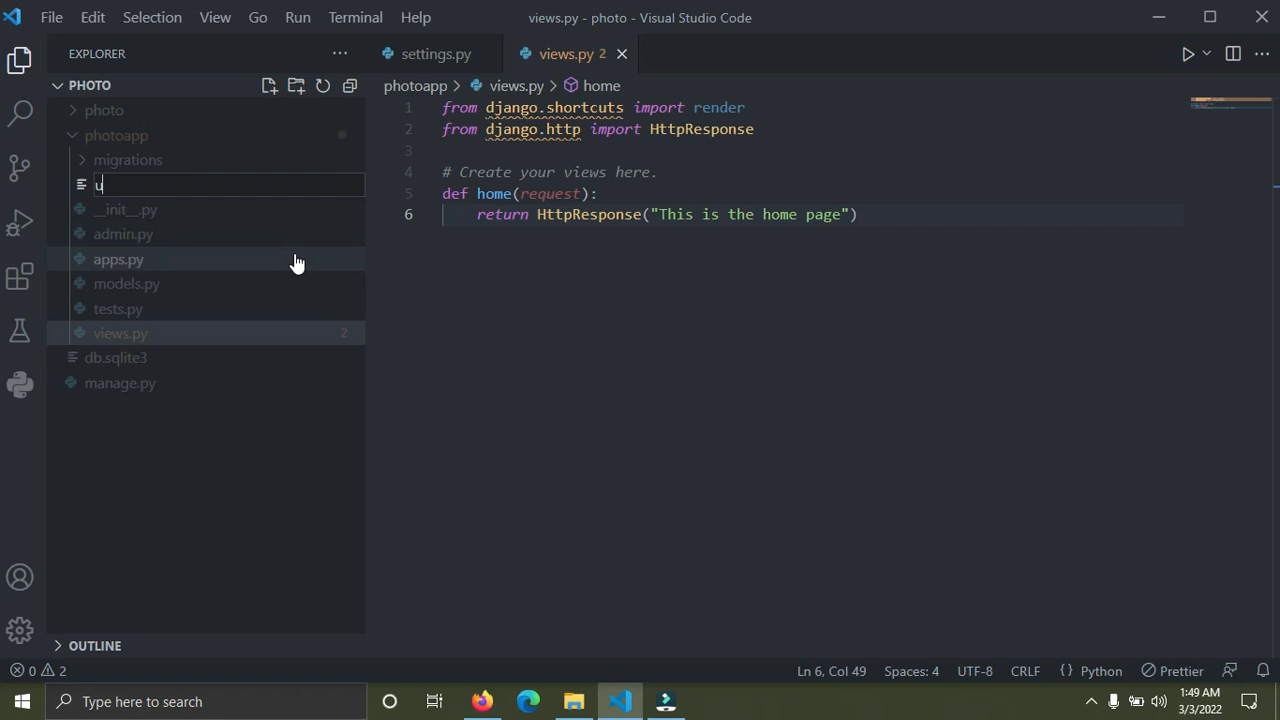 File Edit Selection View Go Run Terminal Help
views.py - photo - Visual Studio Code
EXPLORER
settings.py
views.py 2
PHOTO
photoapp > views.py > home
photo
photoapp
migrations
u
__init__.py
admin.py
apps.py
models.py
tests.py
views.py 2
db.sqlite3
manage.py
1 from django.shortcuts import render
2 from django.http import HttpResponse
3
4 # Create your views here.
5 def home(request):
6 return HttpResponse("This is the home page")
OUTLINE
0 2
Ln 6, Col 49 Spaces: 4 UTF-8 CRLF {} Python Prettier
Type here to search
1:49 AM
3/3/2022